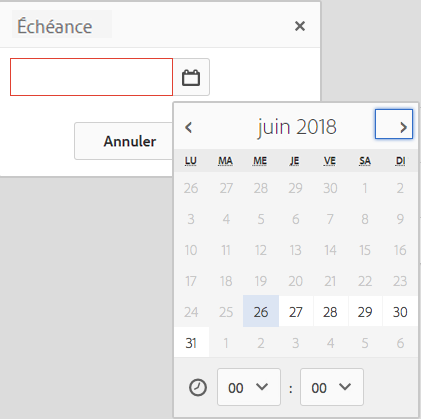 Échéance ×
Annuler
‹ juin 2018 ›
LU MA ME JE VE SA DI
26 27 28 29 30 1 2
3 4 5 6 7 8 9
10 11 12 13 14 15 16
17 18 19 20 21 22 23
24 25 26 27 28 29 30
31 1 2 3 4 5 6
00 : 00